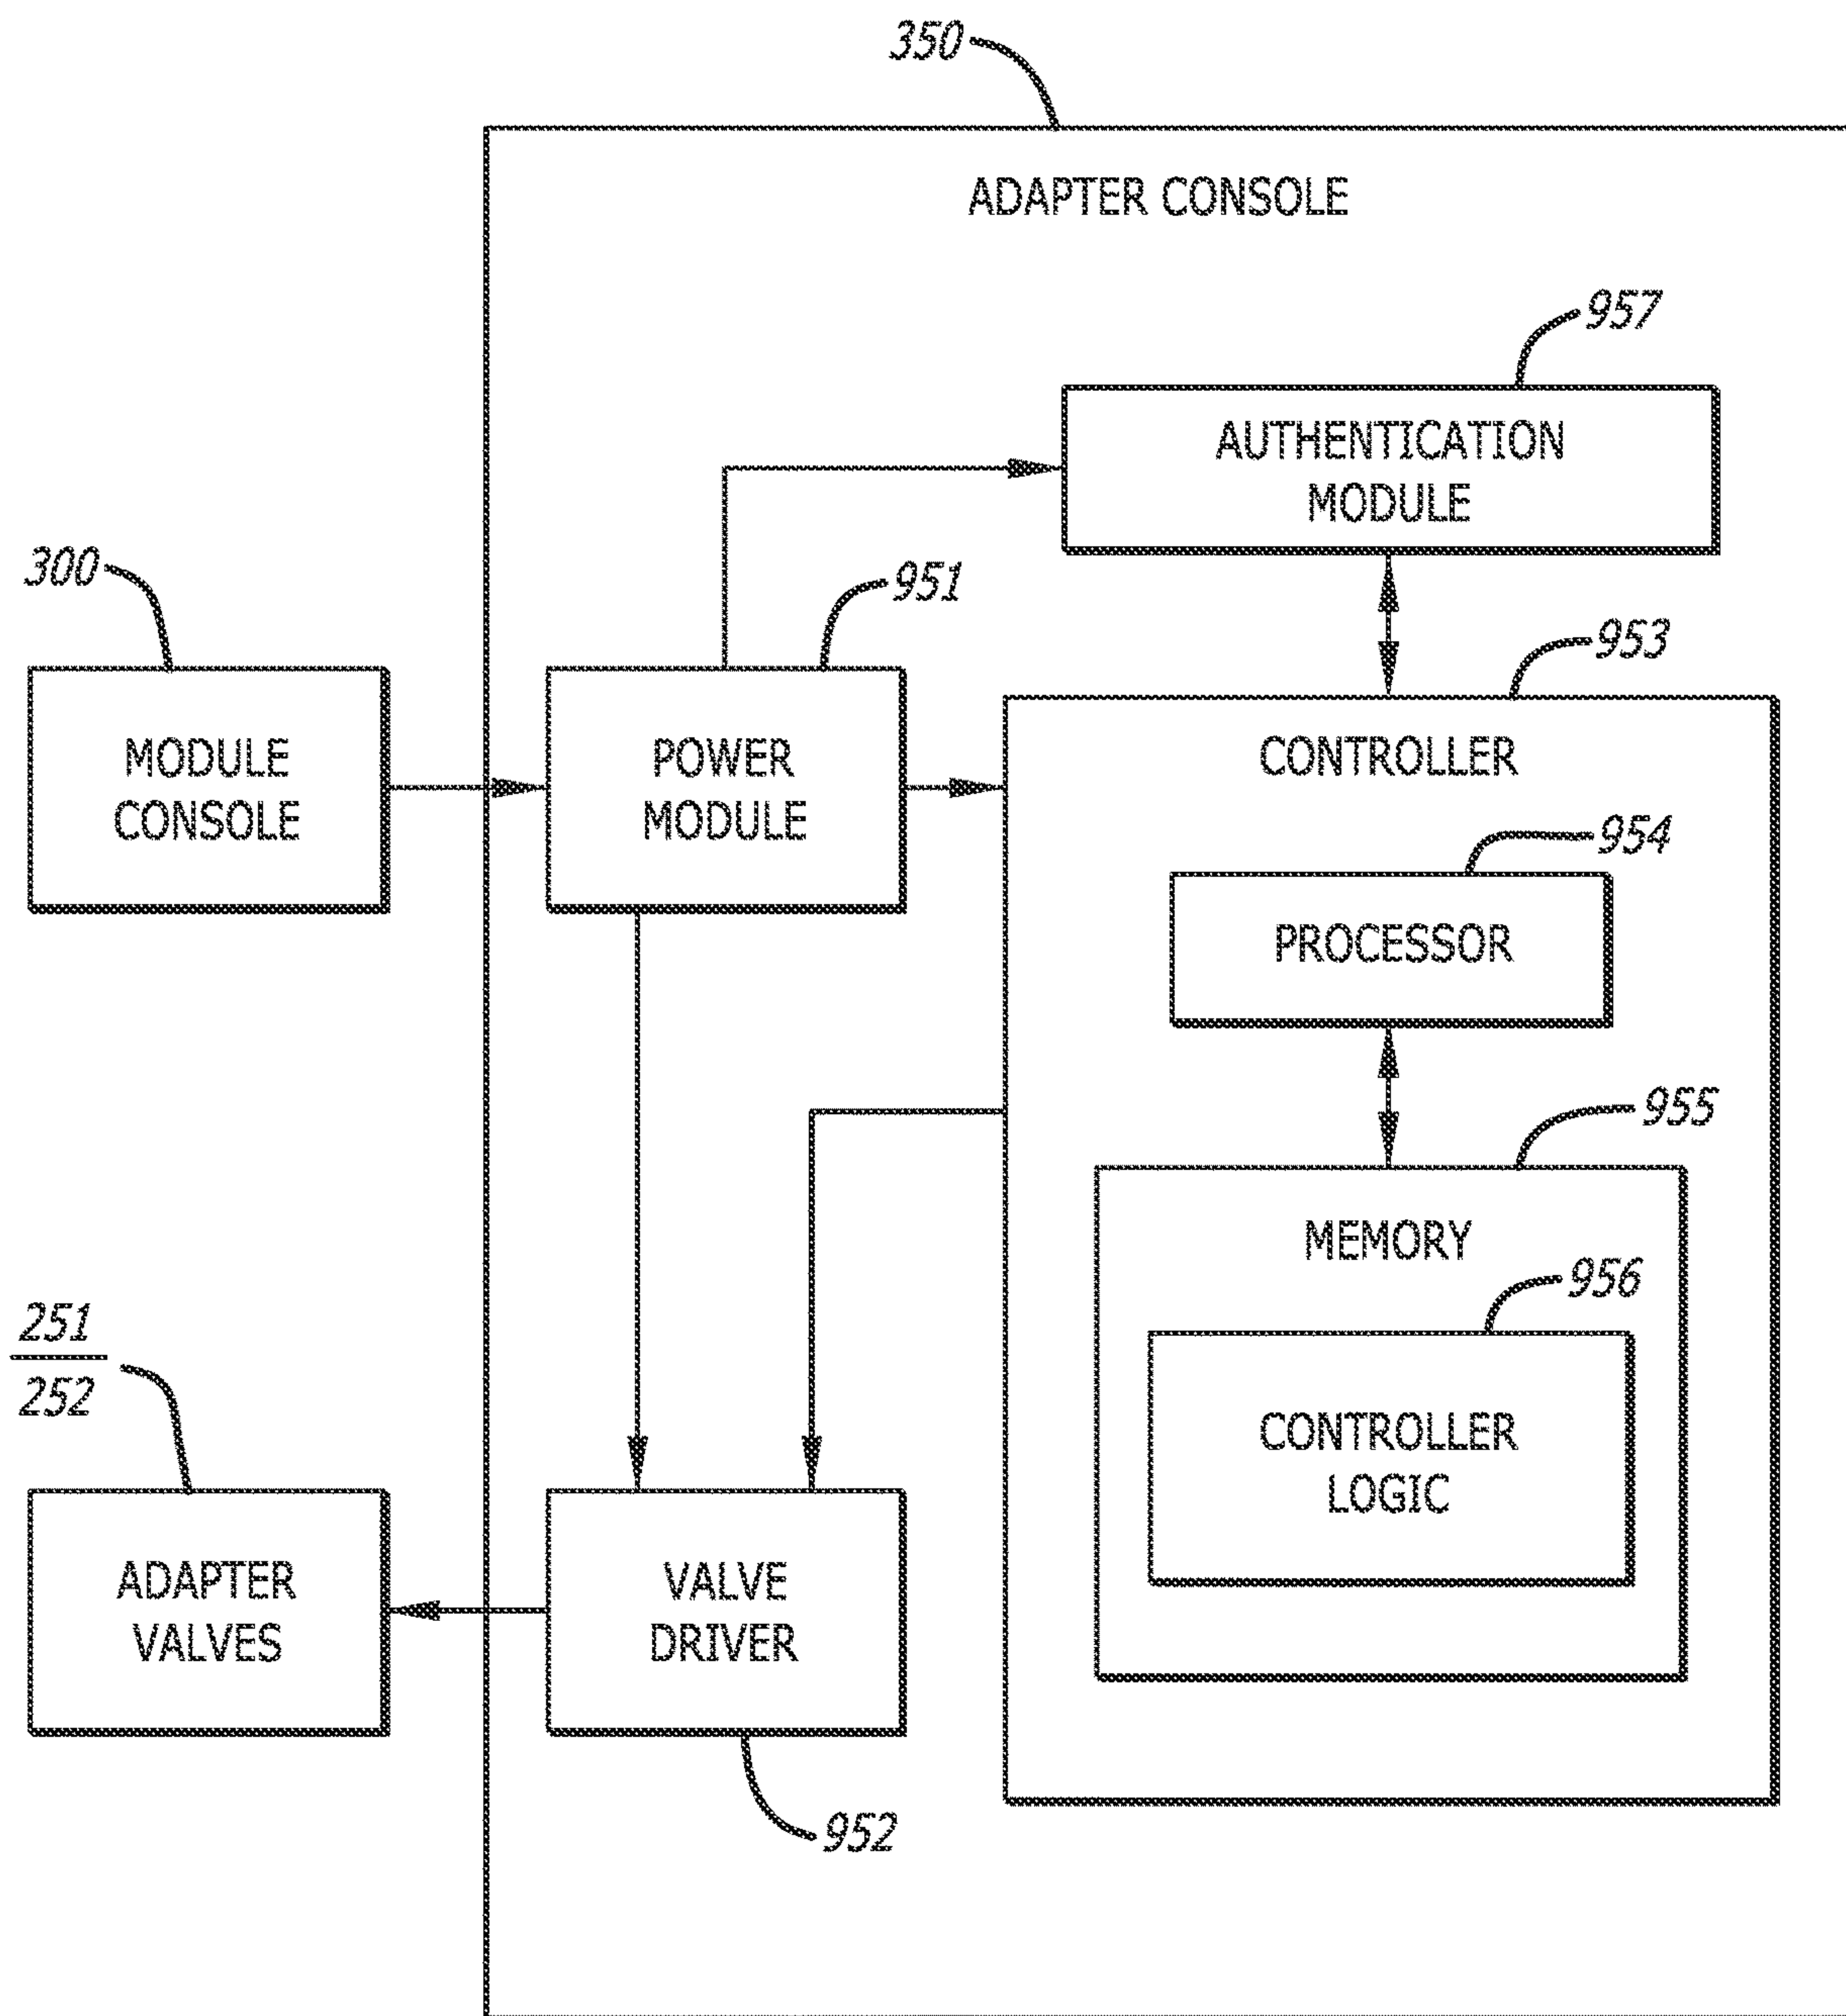 350
ADAPTER CONSOLE
957
AUTHENTICATION
MODULE
300
951
953
MODULE
CONSOLE
POWER
MODULE
CONTROLLER
954
PROCESSOR
955
MEMORY
956
251
252
CONTROLLER
LOGIC
ADAPTER
VALVES
VALVE
DRIVER
952